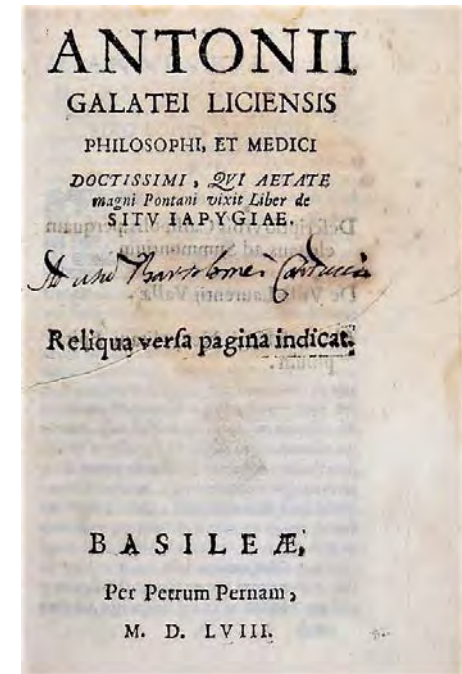 ANTONII
GALATEI LICIENSIS
PHILOSOPHI, ET MEDICI
DOCTISSIMI, QVI AETATE
magni Pontani vixit Liber de
SITV IAPYGIAE.
Bartolomei
Reliqua verſa pagina indicat.
BASILEÆ,
Per Petrum Pernam,
M. D. LVIII.